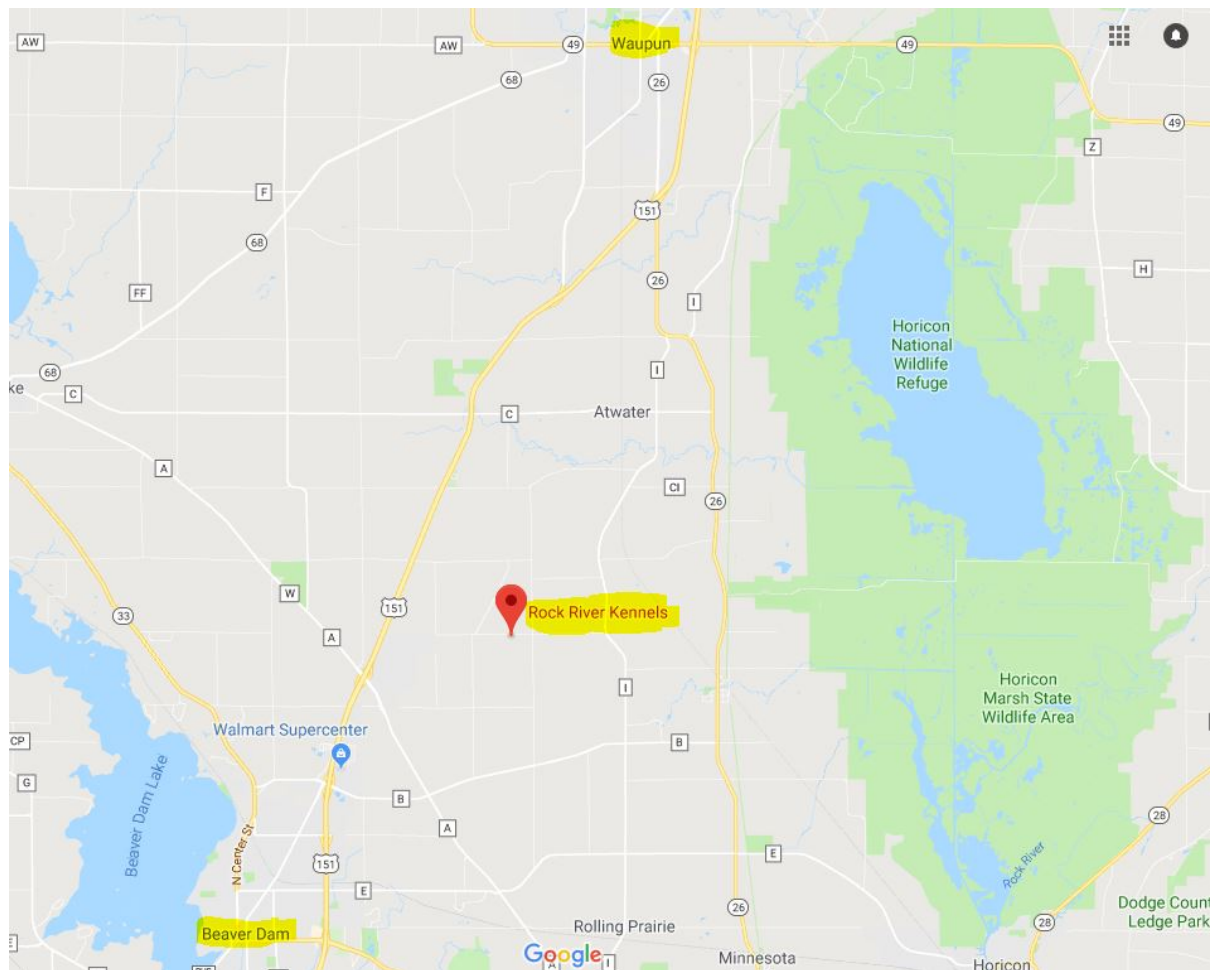 AW
AW
49
Waupun
49
26
68
49
Z
F
151
68
H
26
FF
I
Horicon
National
Wildlife
Refuge
68
I
ke
C
C
Atwater
A
CI
26
W
151
33
Rock River Kennels
A
Horicon
Marsh State
Wildlife Area
I
Walmart Supercenter
CP
B
G
Beaver Dam Lake
B
28
A
N Center St
151
E
E
Rock River
26
Dodge Count
Ledge Park
28
Beaver Dam
Rolling Prairie
Google
A
I
Minnesota
Horicon